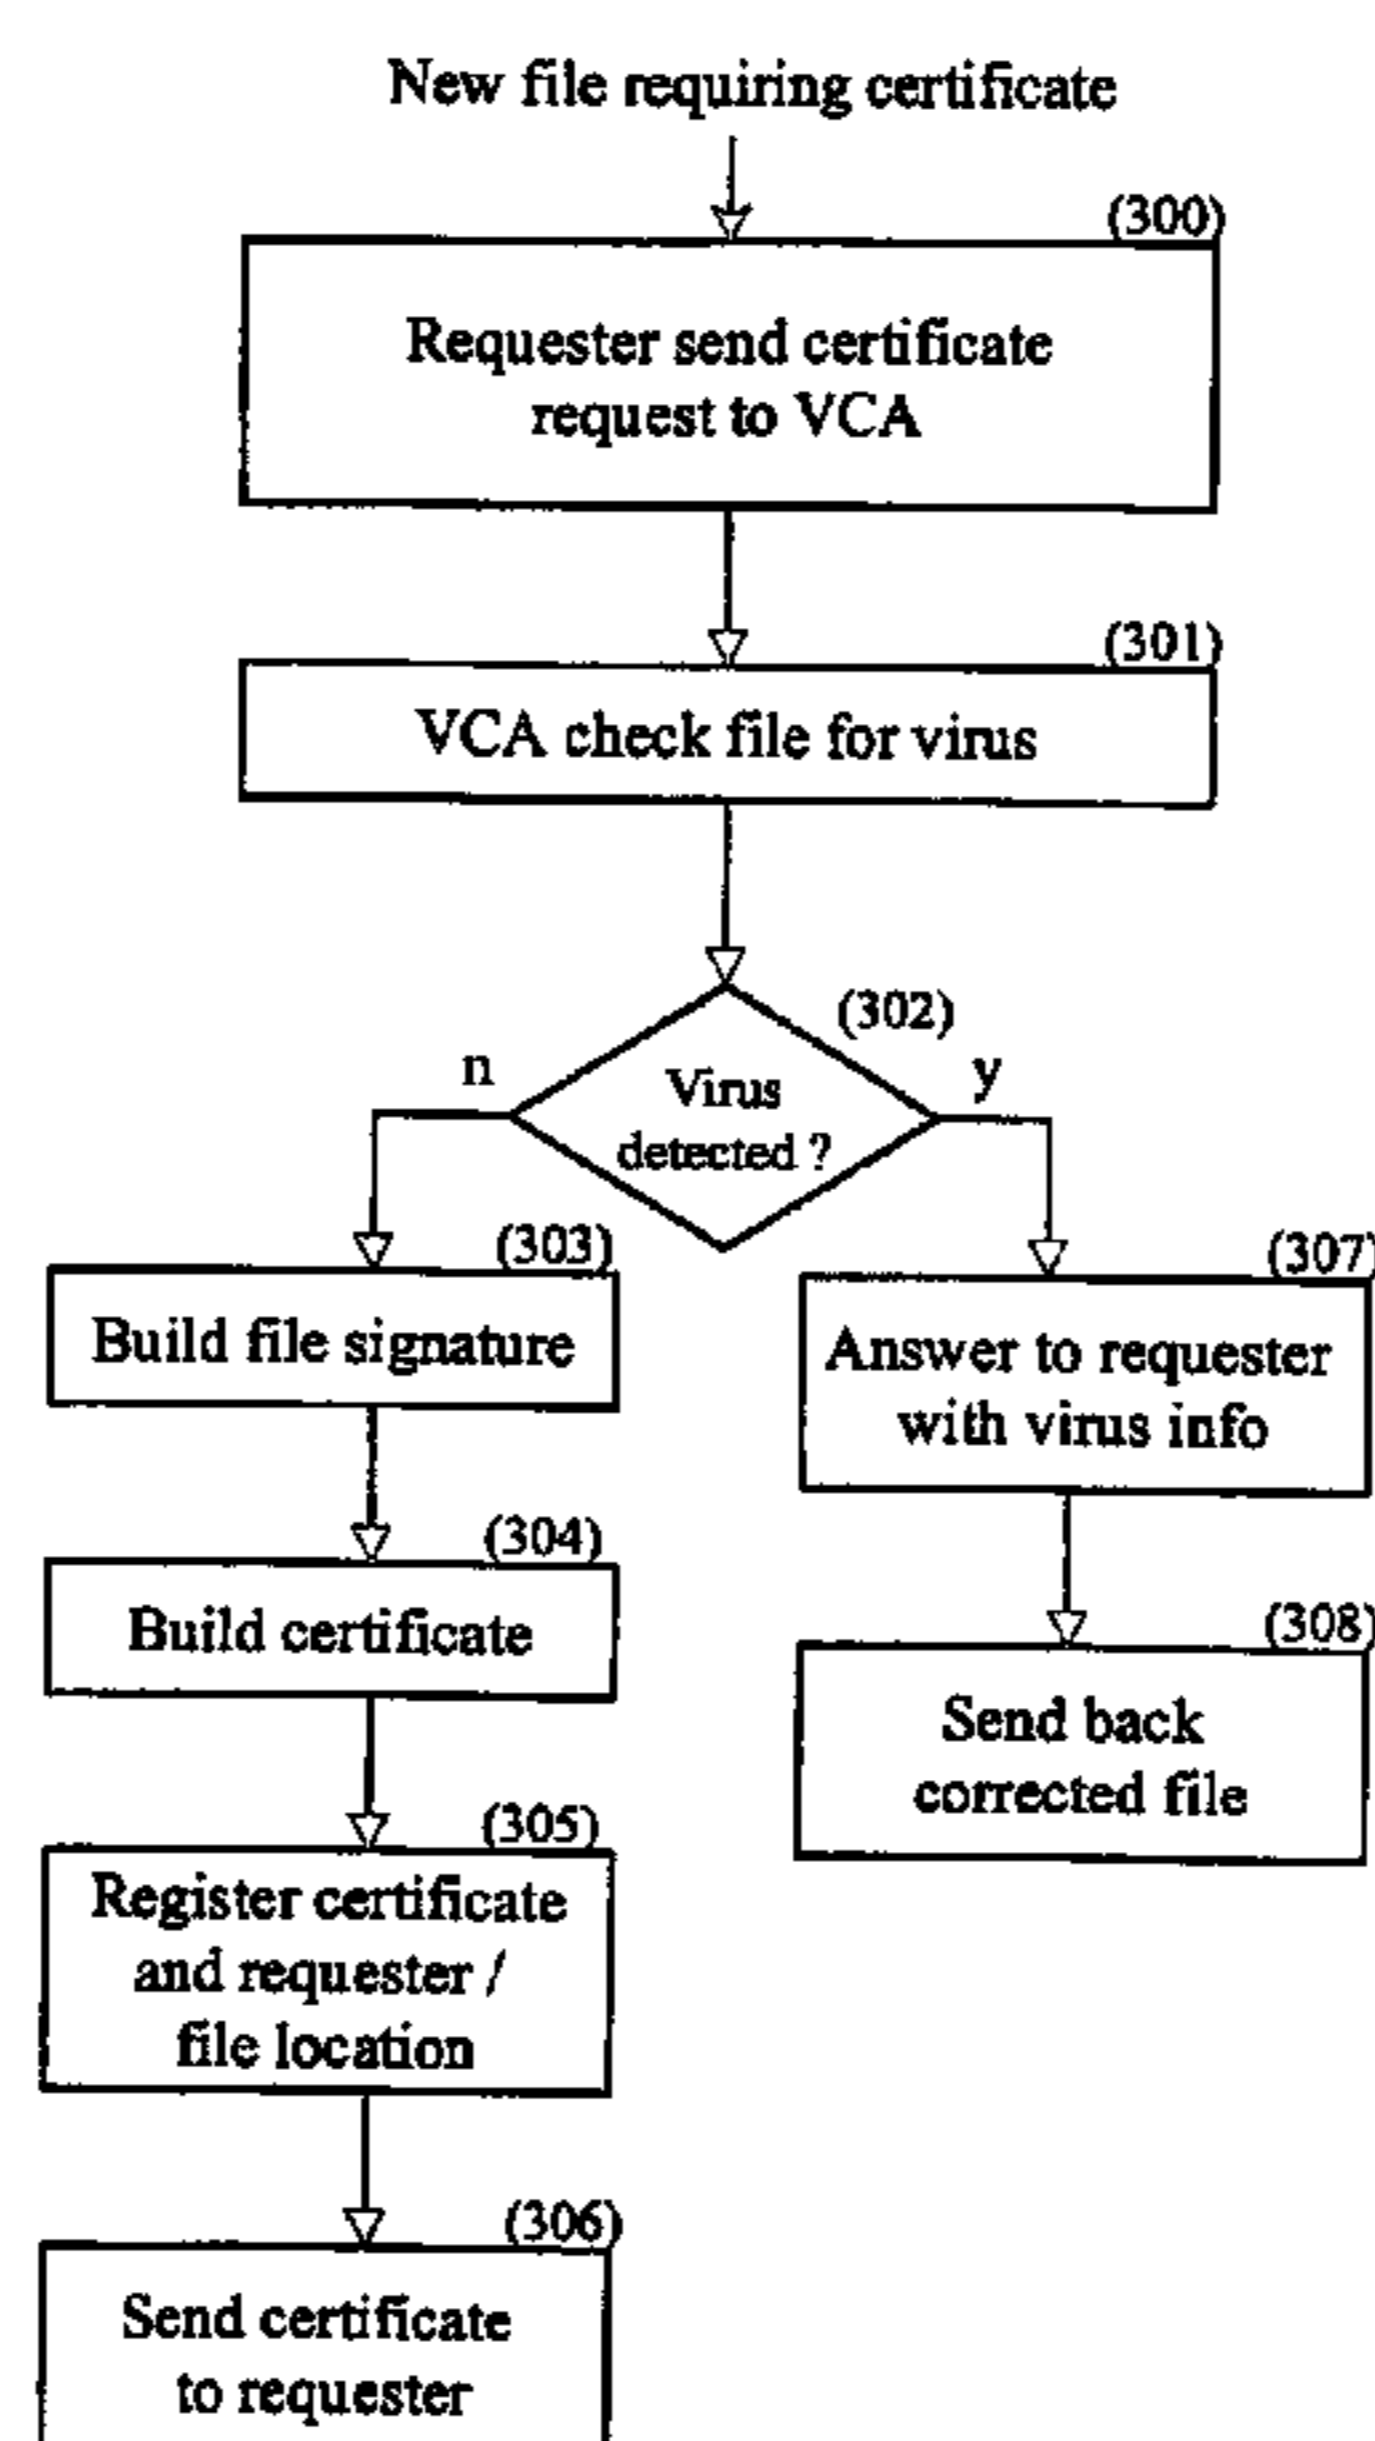 New file requiring certificate
(300)
Requester send certificate
request to VCA
(301)
VCA check file for virus
(302)
n
y
Virus
detected ?
(303)
Build file signature
(307)
Answer to requester
with virus info
(304)
Build certificate
(308)
Send back
corrected file
(305)
Register certificate
and requester /
file location
(306)
Send certificate
to requester